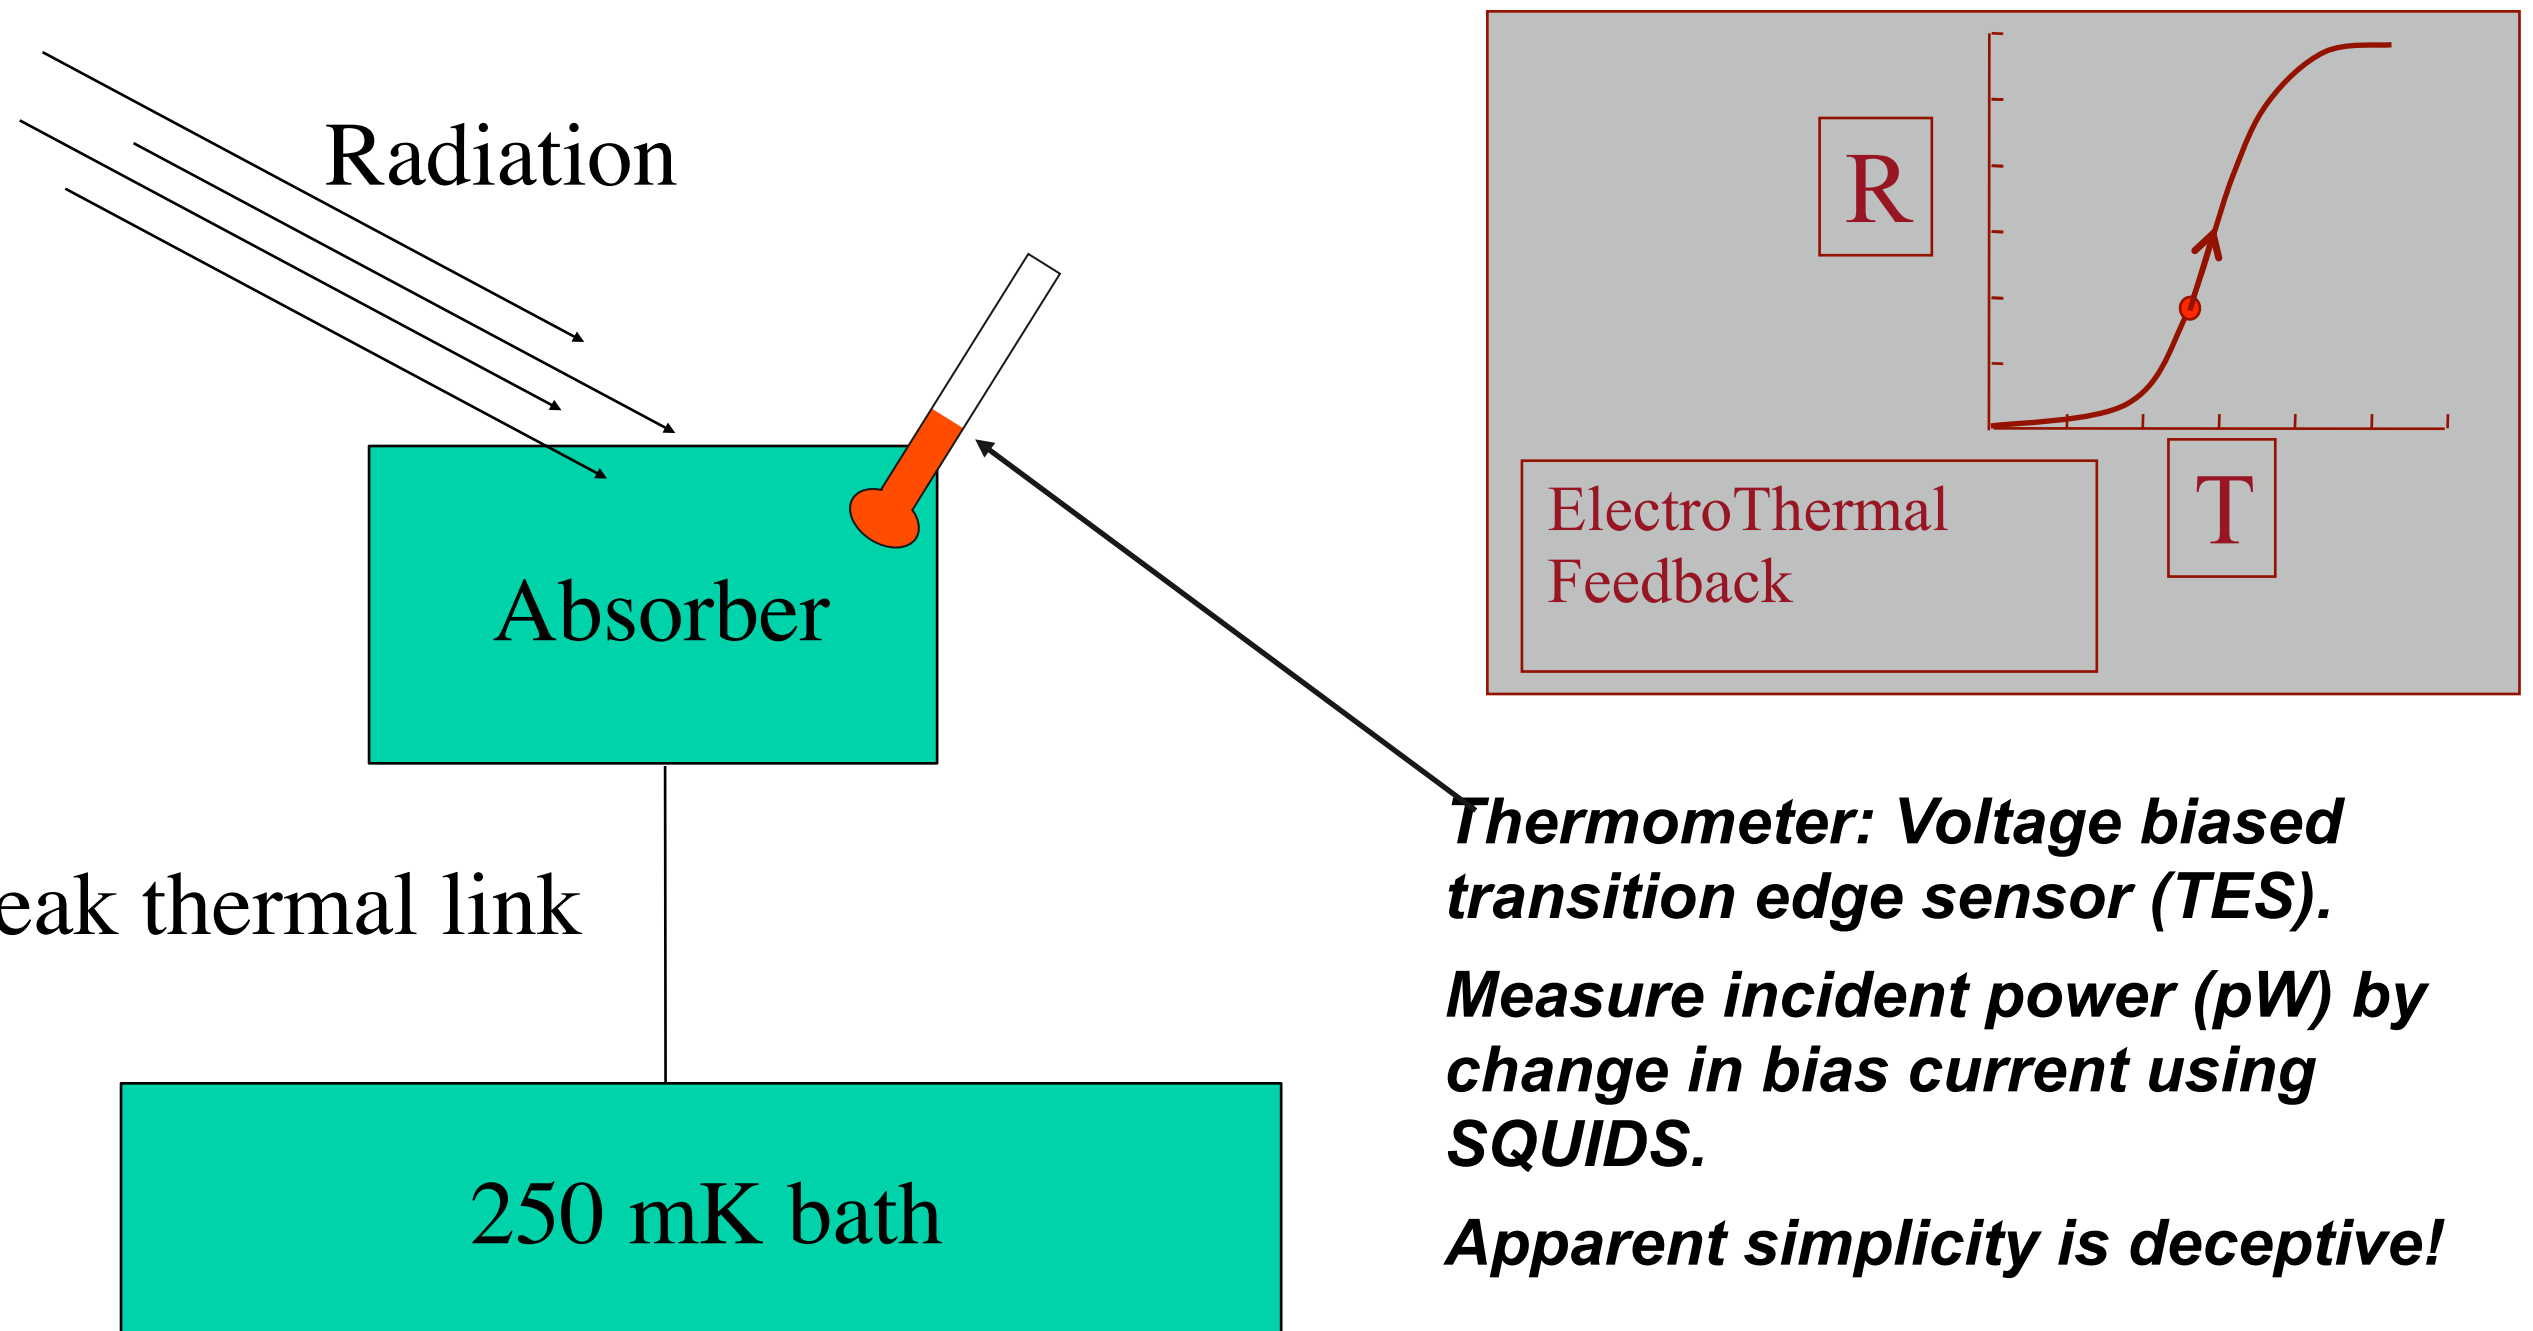 Radiation
R
T
ElectroThermal
Feedback
Absorber
eak thermal link
250 mK bath
Thermometer: Voltage biased
transition edge sensor (TES).
Measure incident power (pW) by
change in bias current using
SQUIDS.
Apparent simplicity is deceptive!